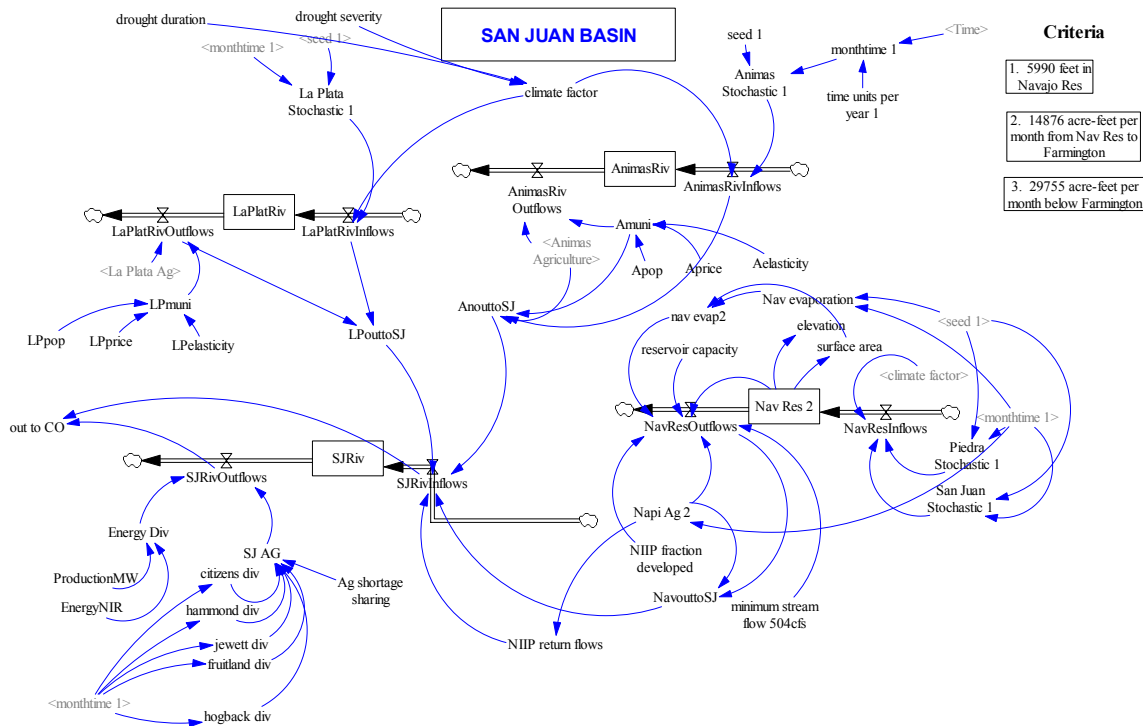 drought duration
drought severity
<monthtime 1>
<seed 1>
SAN JUAN BASIN
seed 1
monthtime 1
<Time>
Criteria
La Plata
Stochastic 1
climate factor
Animas
Stochastic 1
time units per
year 1
1. 5990 feet in
Navajo Res
2. 14876 acre-feet per
month from Nav Res to
Farmington
3. 29755 acre-feet per
month below Farmington
AnimasRiv
AnimasRiv
Outflows
AnimasRivInflows
LaPlatRiv
LaPlatRivOutflows
LaPlatRivInflows
Amuni
<Animas
Agriculture>
Apop
Aprice
Aelasticity
<La Plata Ag>
LPmuni
LPpop
LPprice
LPelasticity
LPouttoSJ
AnouttoSJ
Nav evaporation
nav evap2
elevation
<seed 1>
reservoir capacity
surface area
<climate factor>
Nav Res 2
NavResOutflows
NavResInflows
<monthtime 1>
Piedra
Stochastic 1
San Juan
Stochastic 1
out to CO
SJRiv
SJRivOutflows
SJRivInflows
Napi Ag 2
Energy Div
NIIP fraction
developed
SJ AG
ProductionMW
citizens div
Ag shortage
sharing
EnergyNIR
hammond div
NavouttoSJ
minimum stream
flow 504cfs
jewett div
NIIP return flows
fruitland div
<monthtime 1>
hogback div